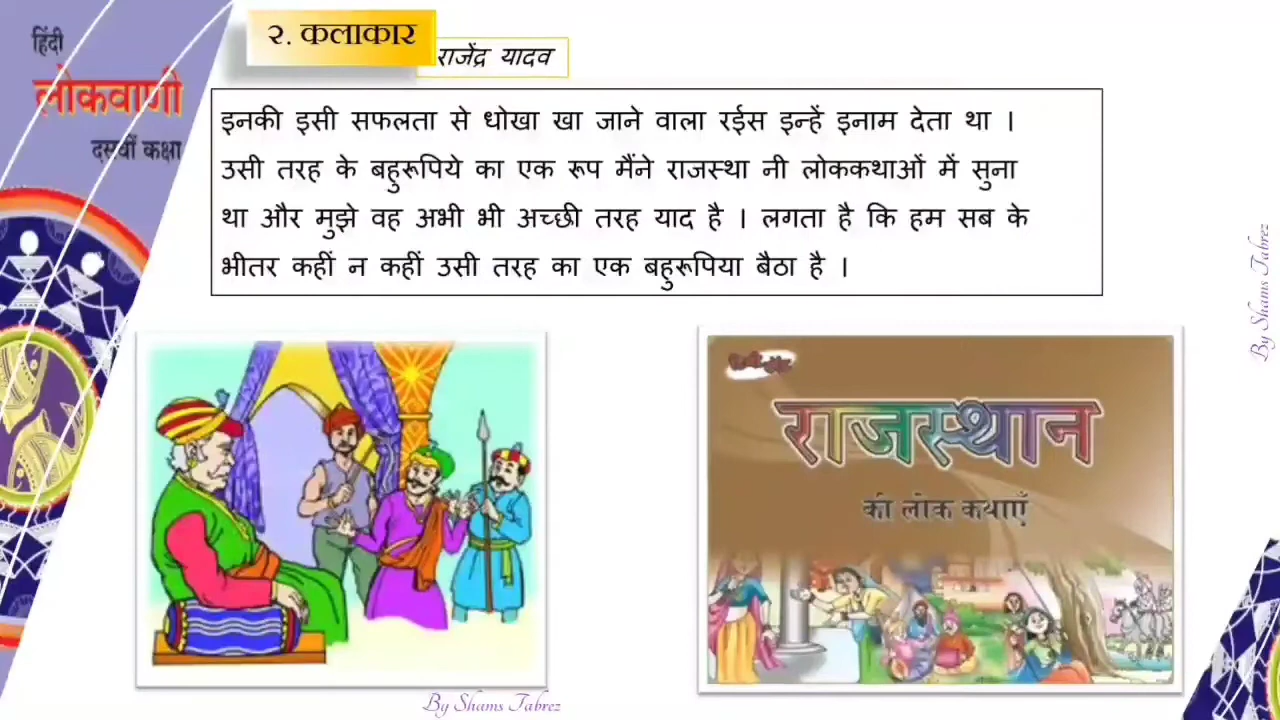 हिंदी
लोकवाणी
दसवीं कक्षा
२. कलाकार
राजेंद्र यादव
इनकी इसी सफलता से धोखा खा जाने वाला रईस इन्हें इनाम देता था ।
उसी तरह के बहुरूपिये का एक रूप मैंने राजस्था नी लोककथाओं में सुना
था और मुझे वह अभी भी अच्छी तरह याद है । लगता है कि हम सब के
भीतर कहीं न कहीं उसी तरह का एक बहुरूपिया बैठा है ।
राजस्थान
की लोक कथाएँ
By Shams Tabrez
By Shams Tabrez